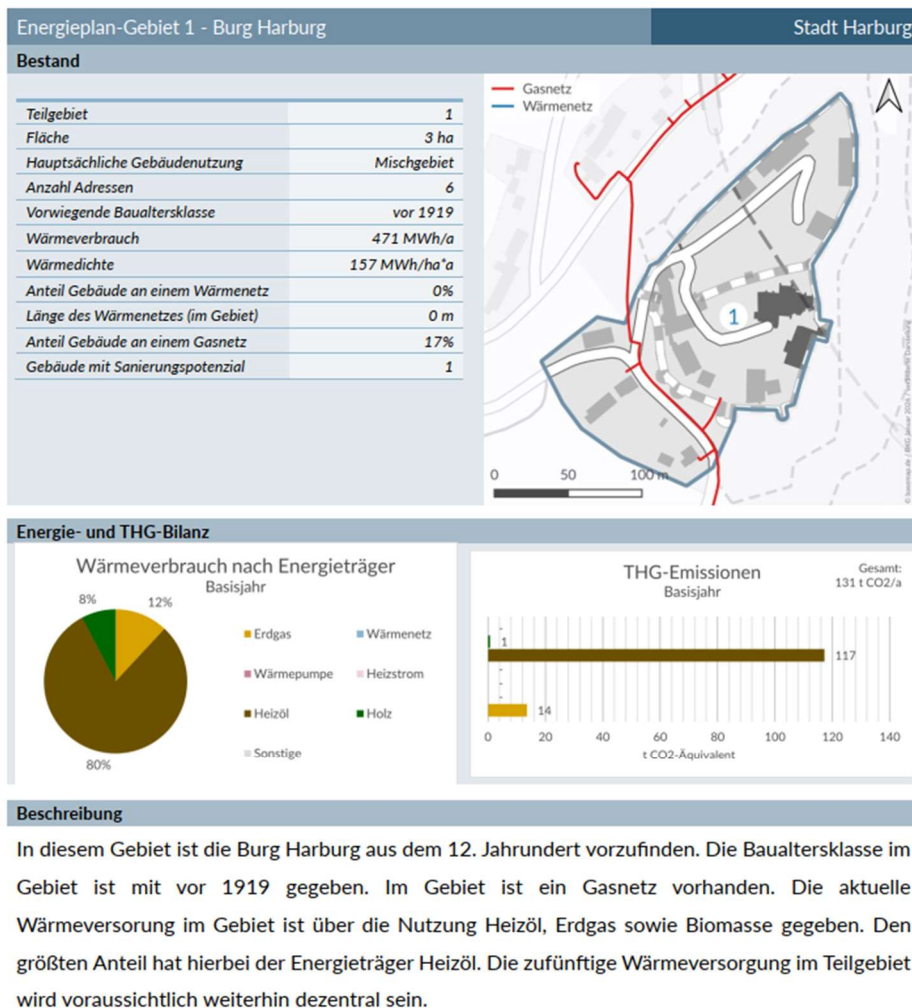 Energieplan-Gebiet 1 - Burg Harburg Stadt Harburg
Bestand
Teilgebiet 1
Fläche 3 ha
Hauptsächliche Gebäudenutzung Mischgebiet
Anzahl Adressen 6
Vorwiegende Baualtersklasse vor 1919
Wärmeverbrauch 471 MWh/a
Wärmedichte 157 MWh/ha*a
Anteil Gebäude an einem Wärmenetz 0%
Länge des Wärmenetzes (im Gebiet) 0 m
Anteil Gebäude an einem Gasnetz 17%
Gebäude mit Sanierungspotenzial 1
Gasnetz
Wärmenetz
1
0 50 100 m
Energie- und THG-Bilanz
Wärmeverbrauch nach Energieträger
Basisjahr
8% 12%
80%
Erdgas Wärmenetz
Wärmepumpe Heizstrom
Heizöl Holz
Sonstige
THG-Emissionen
Basisjahr
Gesamt:
131 t CO2/a
-
1
117
-
-
-
14
0 20 40 60 80 100 120 140
t CO2-Äquivalent
Beschreibung
In diesem Gebiet ist die Burg Harburg aus dem 12. Jahrundert vorzufinden. Die Baualtersklasse im
Gebiet ist mit vor 1919 gegeben. Im Gebiet ist ein Gasnetz vorhanden. Die aktuelle
Wärmeversorung im Gebiet ist über die Nutzung Heizöl, Erdgas sowie Biomasse gegeben. Den
größten Anteil hat hierbei der Energieträger Heizöl. Die zufünftige Wärmeversorgung im Teilgebiet
wird voraussichtlich weiterhin dezentral sein.